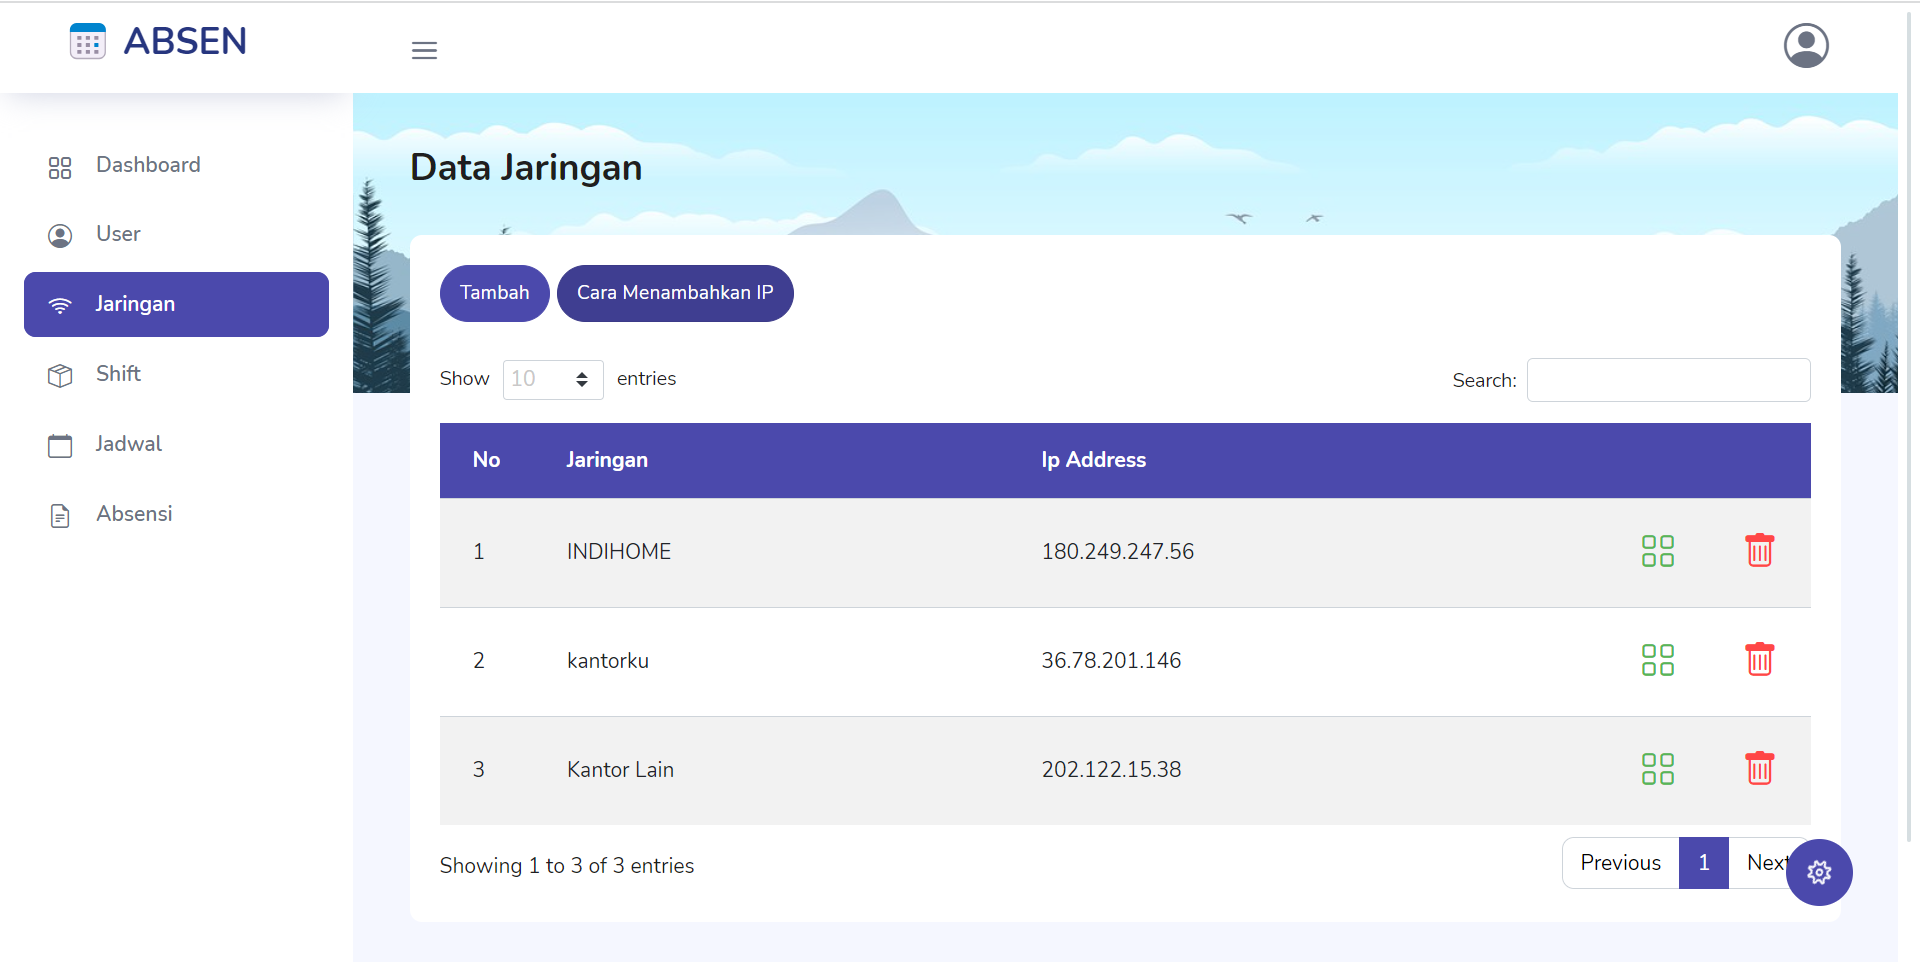 ABSEN
Dashboard
User
Jaringan
Shift
Jadwal
Absensi
Data Jaringan
Tambah
Cara Menambahkan IP
Show 10 entries
Search:
No Jaringan Ip Address
1 INDIHOME 180.249.247.56
2 kantorku 36.78.201.146
3 Kantor Lain 202.122.15.38
Showing 1 to 3 of 3 entries
Previous 1 Next